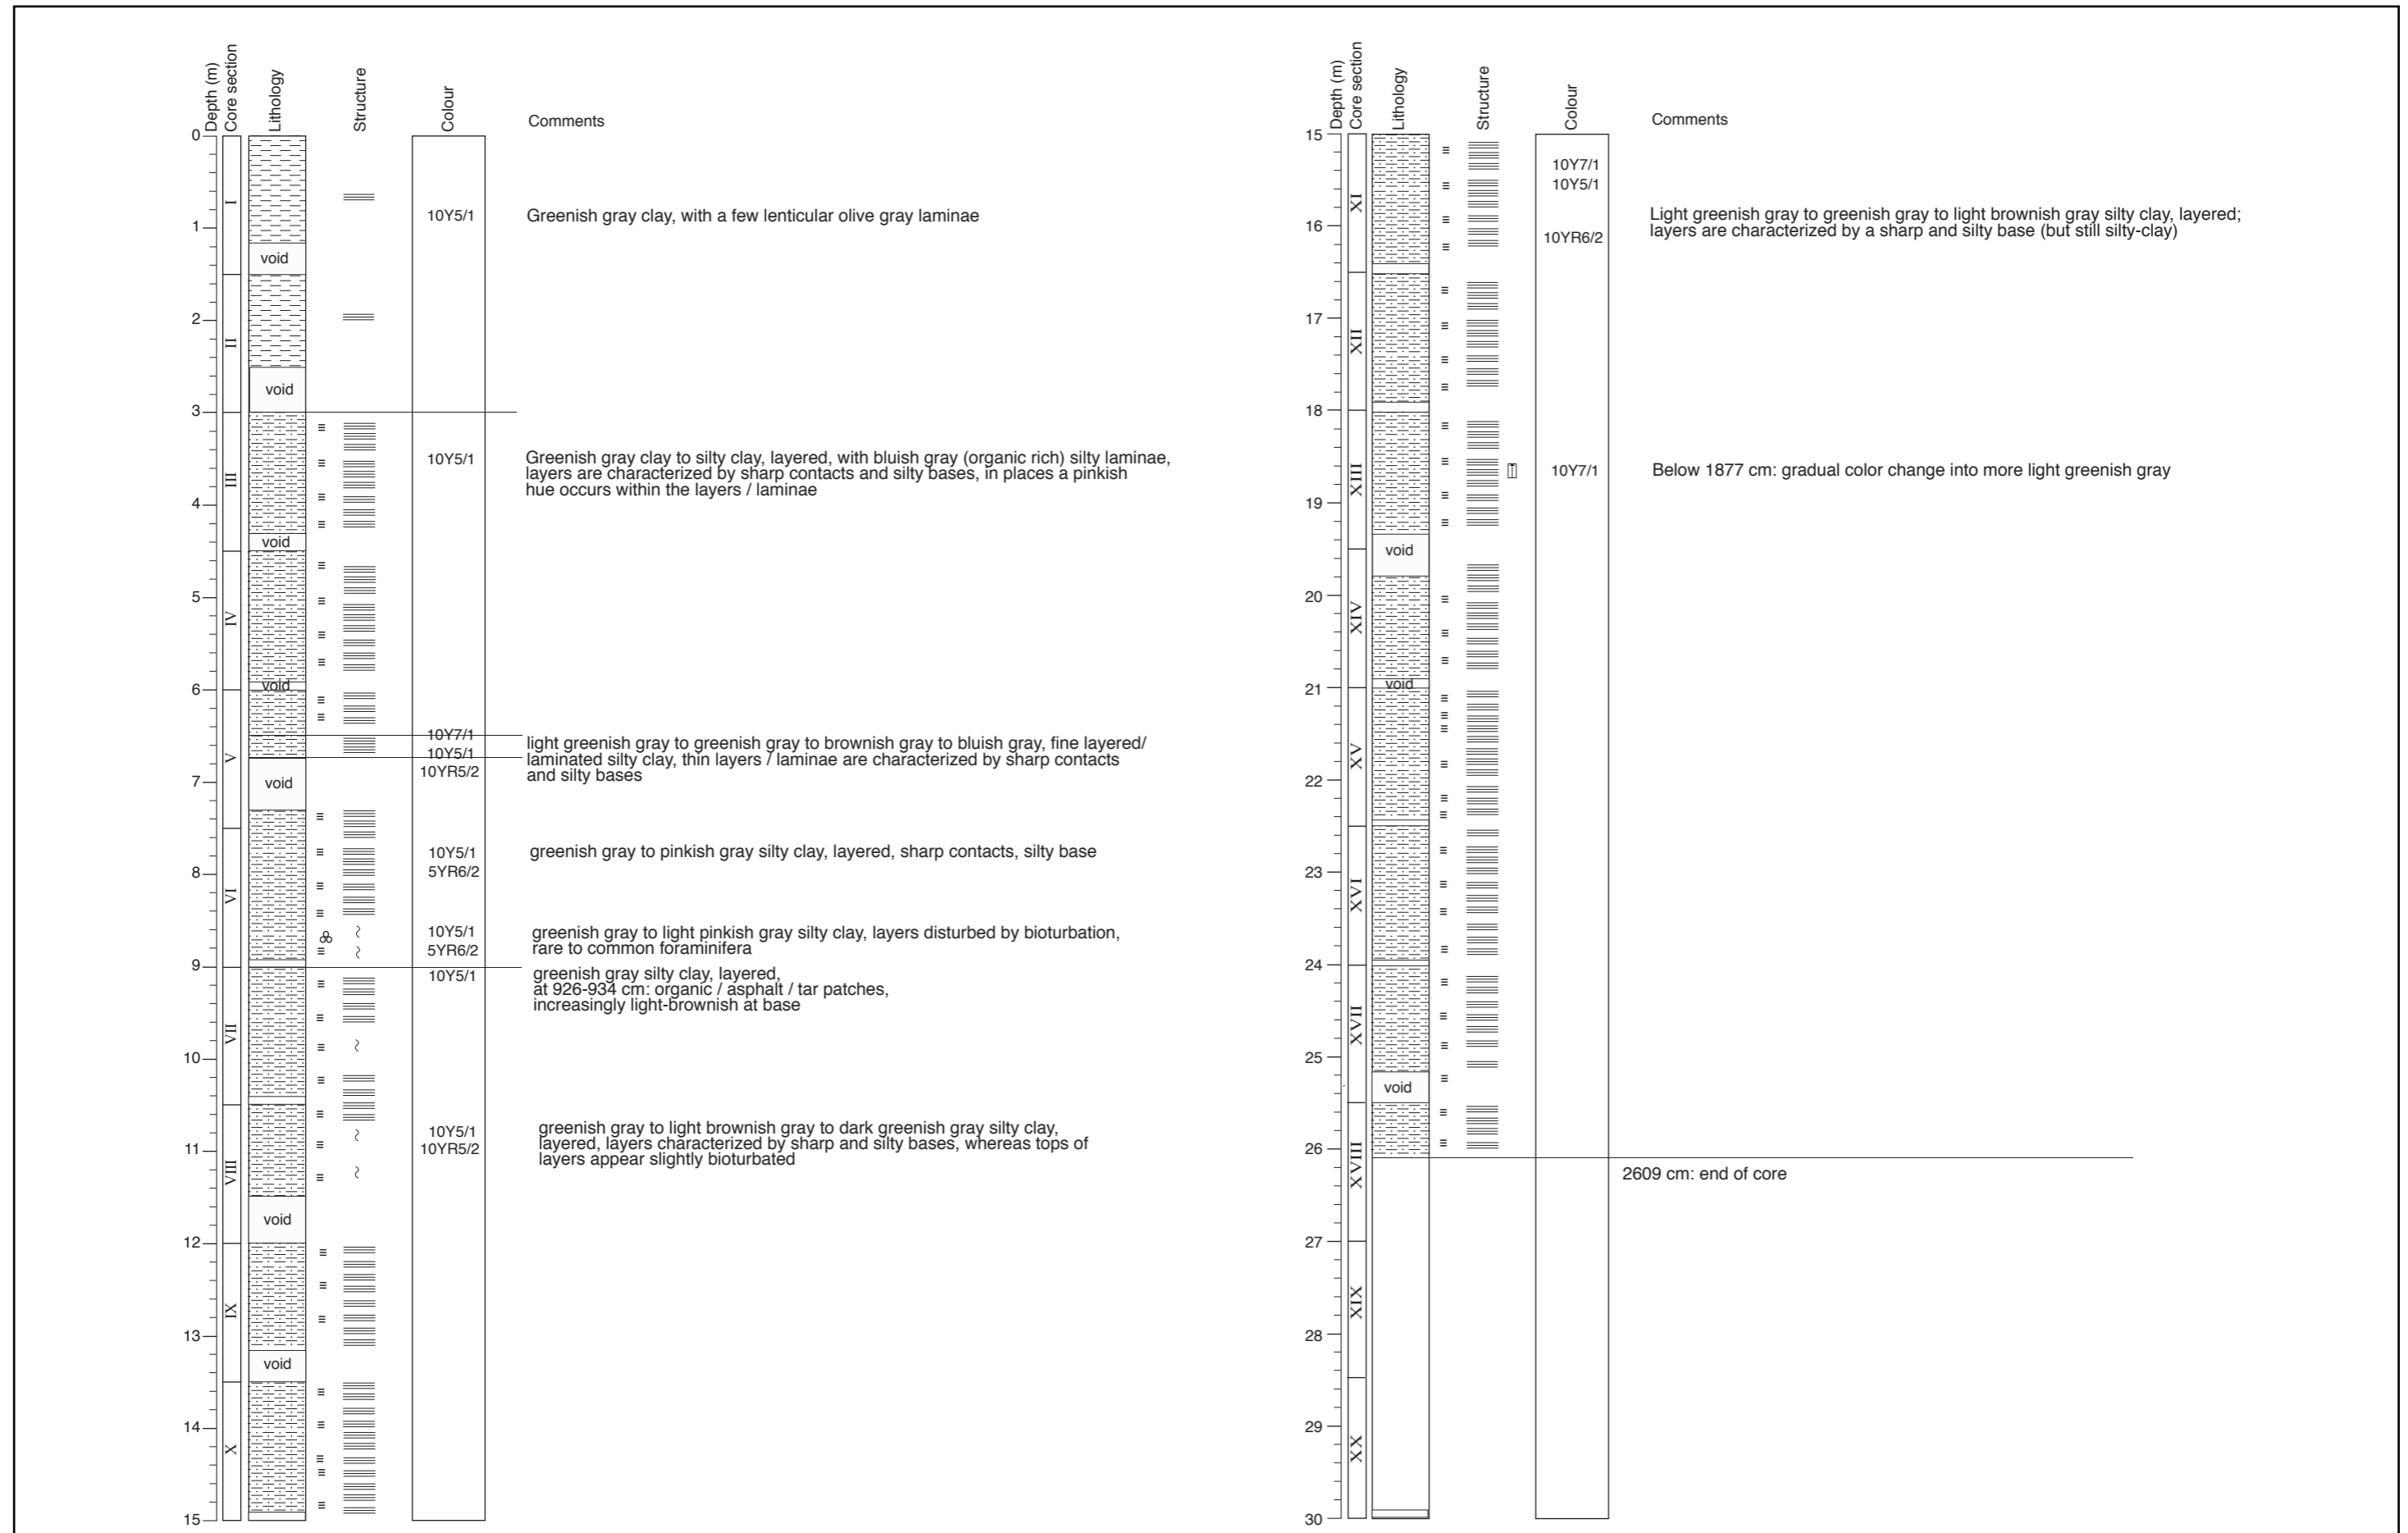 Depth (m)
Core section
Lithology
Structure
Colour
Comments
0
I
10Y5/1
Greenish gray clay, with a few lenticular olive gray laminae
1
void
2
II
void
3
10Y5/1
Greenish gray clay to silty clay, layered, with bluish gray (organic rich) silty laminae,
layers are characterized by sharp contacts and silty bases, in places a pinkish
hue occurs within the layers / laminae
III
4
void
5
IV
void
6
10Y7/1
10Y5/1
10YR5/2
light greenish gray to greenish gray to brownish gray to bluish gray, fine layered/
laminated silty clay, thin layers / laminae are characterized by sharp contacts
and silty bases
V
7
void
10Y5/1
5YR6/2
greenish gray to pinkish gray silty clay, layered, sharp contacts, silty base
8
VI
10Y5/1
5YR6/2
greenish gray to light pinkish gray silty clay, layers disturbed by bioturbation,
rare to common foraminifera
9
10Y5/1
greenish gray silty clay, layered,
at 926-934 cm: organic / asphalt / tar patches,
increasingly light-brownish at base
VII
10
10Y5/1
10YR5/2
greenish gray to light brownish gray to dark greenish gray silty clay,
layered, layers characterized by sharp and silty bases, whereas tops of
layers appear slightly bioturbated
11
VIII
void
12
IX
13
void
14
X
15
Depth (m)
Core section
Lithology
Structure
Colour
Comments
15
10Y7/1
10Y5/1
10YR6/2
XI
Light greenish gray to greenish gray to light brownish gray silty clay, layered;
layers are characterized by a sharp and silty base (but still silty-clay)
16
17
XII
18
XIII
10Y7/1
Below 1877 cm: gradual color change into more light greenish gray
19
void
20
XIV
void
21
XV
22
23
XVI
24
XVII
25
void
26
XVIII
2609 cm: end of core
27
XIX
28
29
XX
30